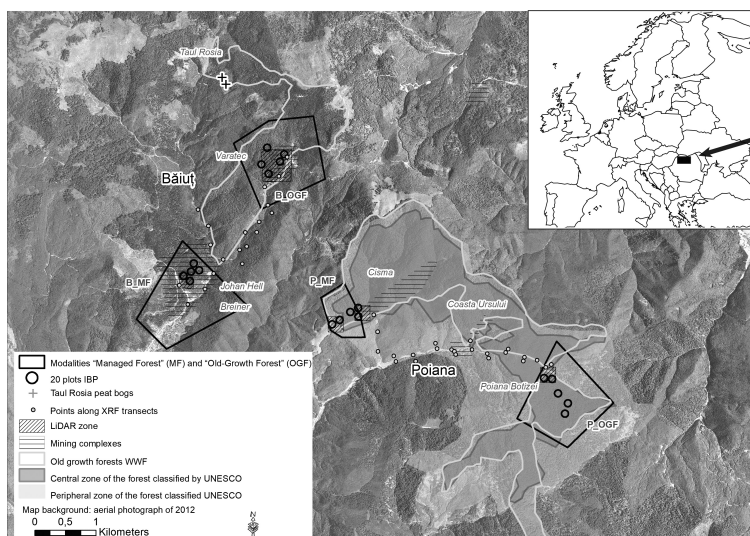 Taul Rosia
Varatec
Băiuț
B_OGF
B_MF
Johan Hell
Breiner
P_MF
Cisma
Coasta Ursului
Poiana
Poiana Botizei
P_OGF
Modalities "Managed Forest" (MF) and "Old-Growth Forest" (OGF)
20 plots IBP
Taul Rosia peat bogs
Points along XRF transects
LiDAR zone
Mining complexes
Old growth forests WWF
Central zone of the forest classified by UNESCO
Peripheral zone of the forest classified UNESCO
Map background: aerial photograph of 2012
0 0,5 1
Kilometers
N